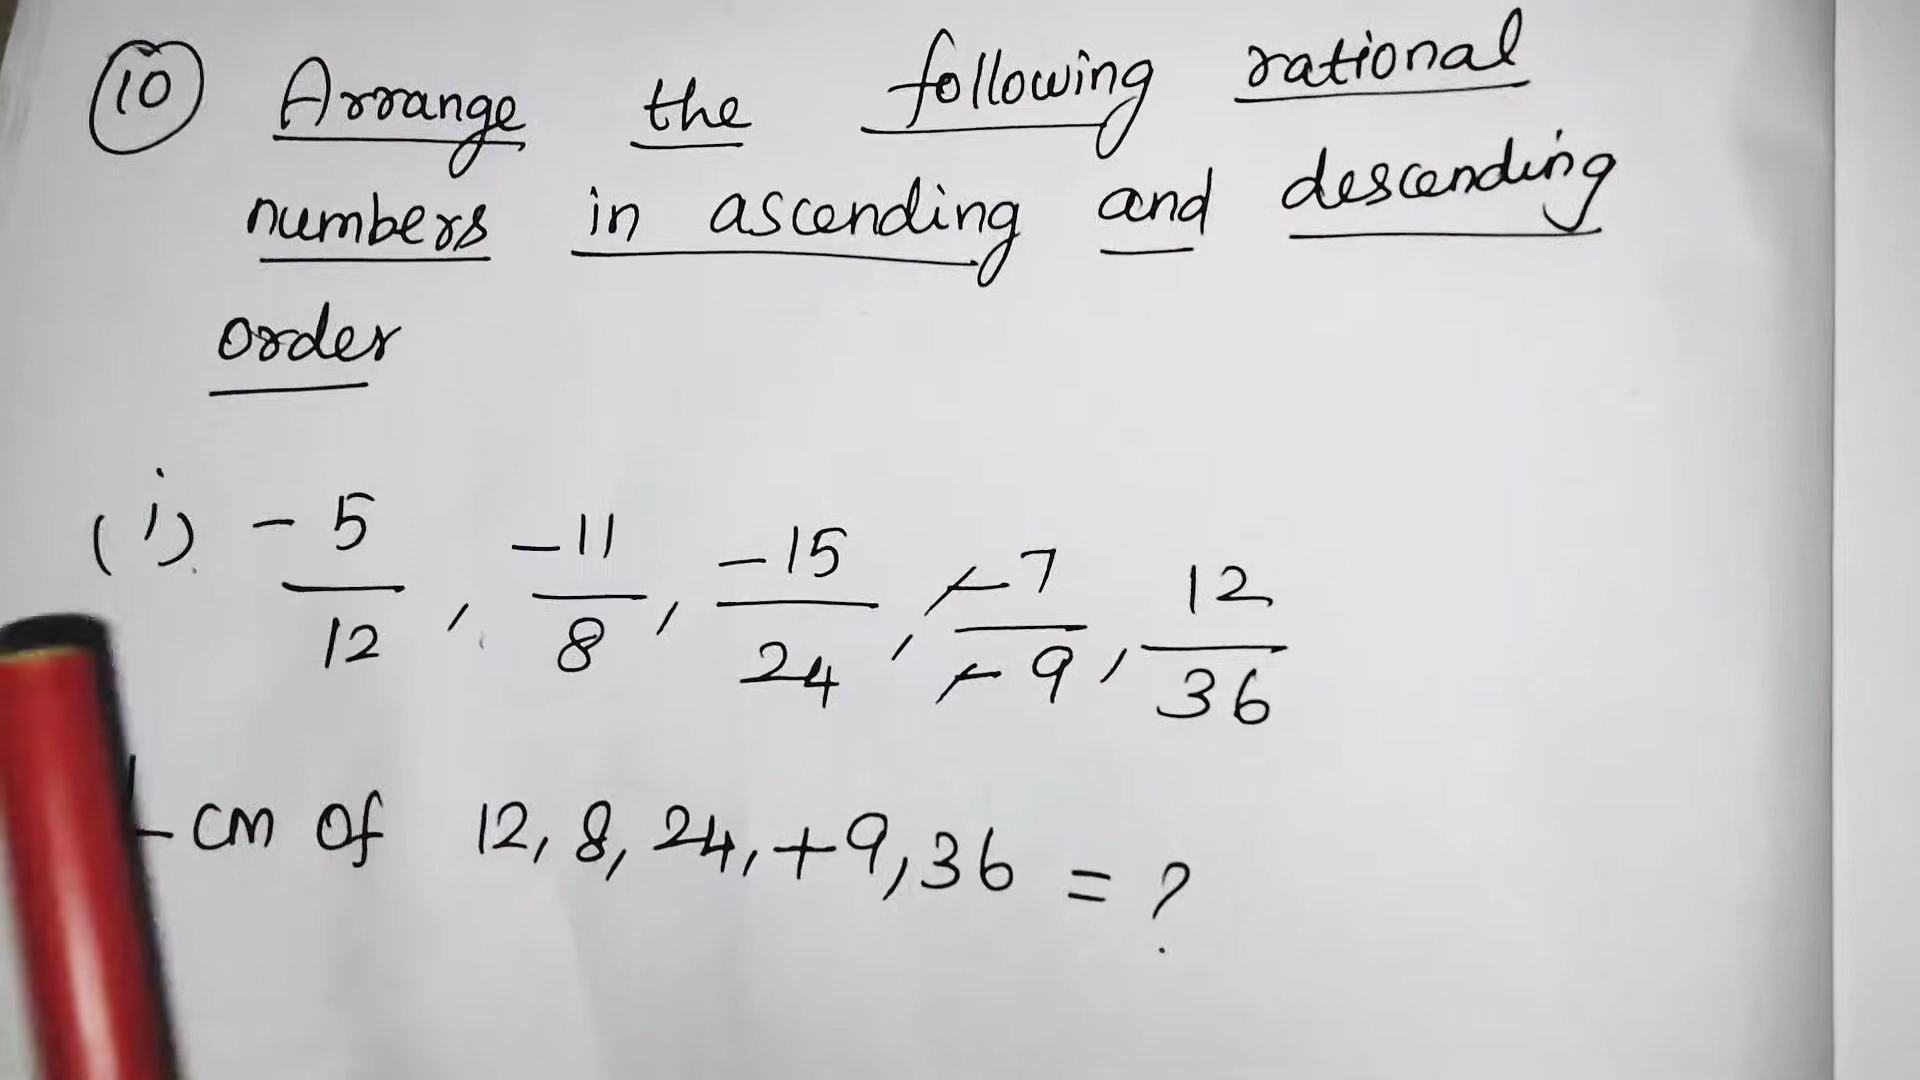 10 Arrange the following rational
numbers in ascending and descending
order
(i) -5/12, -11/8, -15/24, -7/-9, 12/36
Lcm of 12, 8, 24, +9, 36 = ?